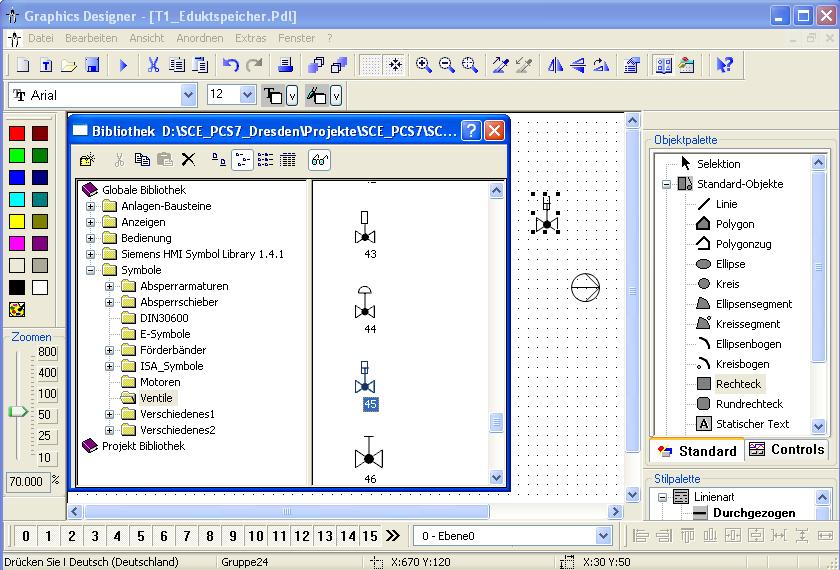 Graphics Designer - [T1_Eduktspeicher.Pdl]
Datei Bearbeiten Ansicht Anordnen Extras Fenster ?
Arial 12
Bibliothek D:\SCE_PCS7_Dresden\Projekte\SCE_PCS7\SC...
Globale Bibliothek
Anlagen-Bausteine
Anzeigen
Bedienung
Siemens HMI Symbol Library 1.4.1
Symbole
Absperrarmaturen
Absperrschieber
DIN30600
E-Symbole
Förderbänder
ISA_Symbole
Motoren
Ventile
Verschiedenes1
Verschiedenes2
Projekt Bibliothek
43
44
45
46
Zoomen
800
400
100
50
25
10
70.000 %
Objektpalette
Selektion
Standard-Objekte
Linie
Polygon
Polygonzug
Ellipse
Kreis
Ellipsensegment
Kreissegment
Ellipsenbogen
Kreisbogen
Rechteck
Rundrechteck
Statischer Text
Standard Controls
Stilpalette
Linienart
Durchgezogen
0 1 2 3 4 5 6 7 8 9 10 11 12 13 14 15 0 - Ebene0
Drücken Sie I Deutsch (Deutschland) Gruppe24 X:670 Y:120 X:30 Y:50